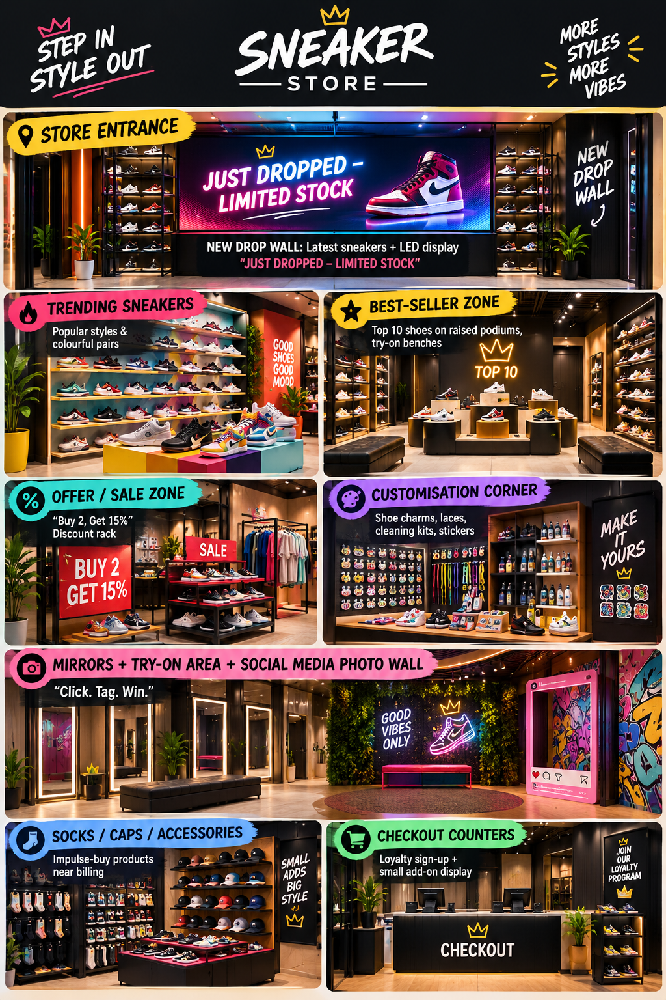 STEP IN
STYLE OUT
SNEAKER
STORE
MORE
STYLES
MORE
VIBES
STORE ENTRANCE
JUST DROPPED –
LIMITED STOCK
NEW
DROP
WALL
NEW DROP WALL: Latest sneakers + LED display
"JUST DROPPED – LIMITED STOCK"
TRENDING SNEAKERS
Popular styles &
colourful pairs
GOOD
SHOES
GOOD
MOOD
BEST-SELLER ZONE
Top 10 shoes on raised podiums,
try-on benches
TOP 10
OFFER / SALE ZONE
"Buy 2, Get 15%"
Discount rack
BUY 2
GET 15%
SALE
CUSTOMISATION CORNER
Shoe charms, laces,
cleaning kits, stickers
MAKE
IT
YOURS
MIRRORS + TRY-ON AREA + SOCIAL MEDIA PHOTO WALL
"Click. Tag. Win."
GOOD
VIBES
ONLY
SOCKS / CAPS / ACCESSORIES
Impulse-buy products
near billing
SMALL
ADDS
BIG
STYLE
CHECKOUT COUNTERS
Loyalty sign-up +
small add-on display
JOIN
OUR
LOYALTY
PROGRAM
CHECKOUT